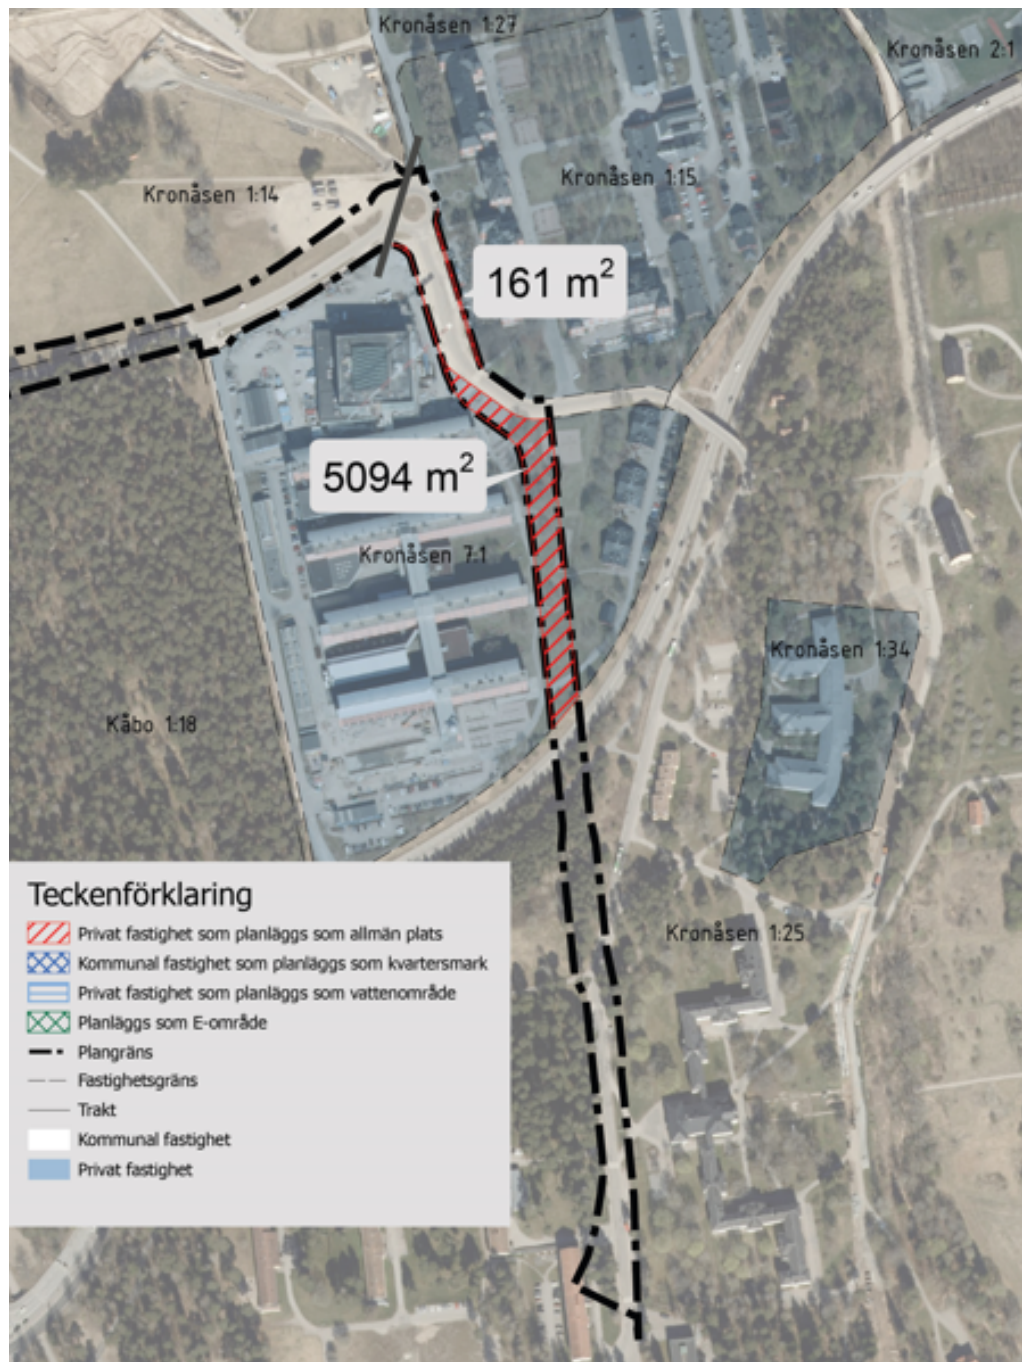 Kronåsen 1:27
Kronåsen 2:1
Kronåsen 1:14
Kronåsen 1:15
161 m²
5094 m²
Kronåsen 7:1
Kronåsen 1:34
Kåbo 1:18
Kronåsen 1:25
Teckenförklaring
Privat fastighet som planläggs som allmän plats
Kommunal fastighet som planläggs som kvartersmark
Privat fastighet som planläggs som vattenområde
Planläggs som E-område
Plangräns
Fastighetsgräns
Trakt
Kommunal fastighet
Privat fastighet